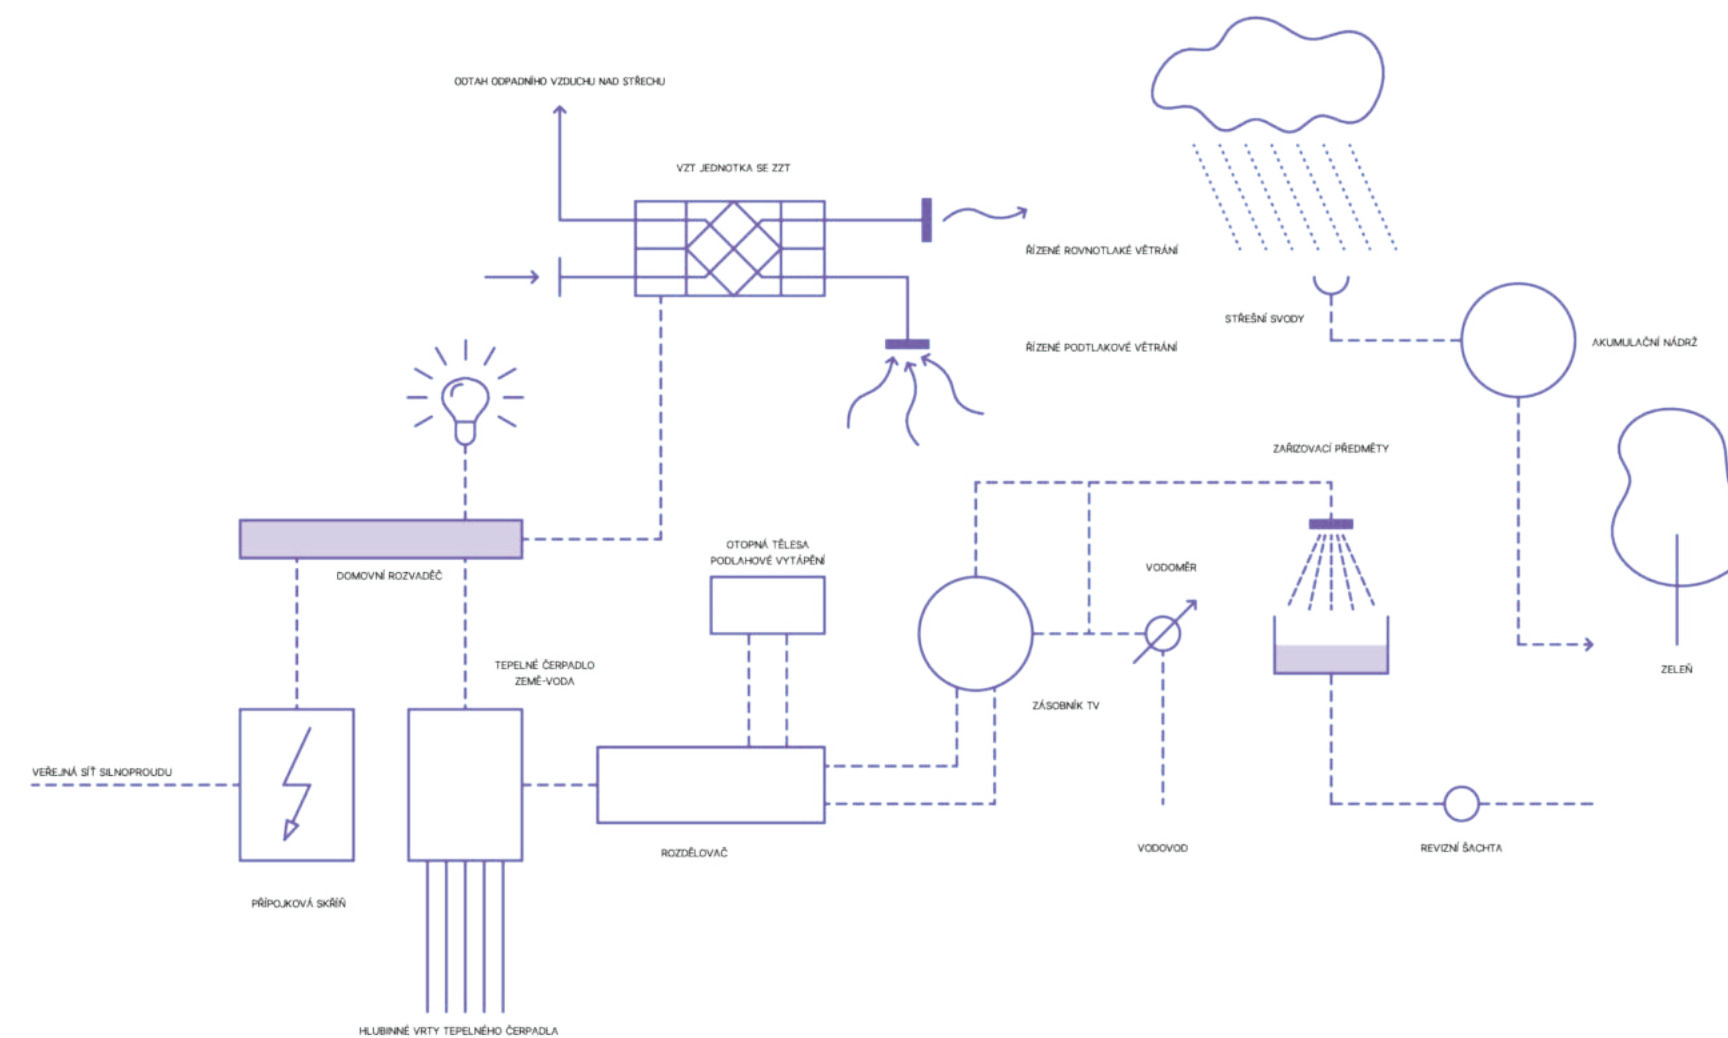 ODTAH ODPADNÍHO VZDUCHU NAD STŘECHU
VZT JEDNOTKA SE ZZT
ŘÍZENÉ ROVNOTLAKÉ VĚTRÁNÍ
STŘEŠNÍ SVODY
AKUMULAČNÍ NÁDRŽ
ŘÍZENÉ PODTLAKOVÉ VĚTRÁNÍ
ZAŘIZOVACÍ PŘEDMĚTY
OTOPNÁ TĚLESA
PODLAHOVÉ VYTÁPĚNÍ
VODOMĚR
DOMOVNÍ ROZVADĚČ
TEPELNÉ ČERPADLO
ZEMĚ-VODA
ZELEŇ
ZÁSOBNÍK TV
VEŘEJNÁ SÍŤ SILNOPROUDU
ROZDĚLOVAČ
VODOVOD
REVIZNÍ ŠACHTA
PŘÍPOJKOVÁ SKŘÍŇ
HLUBINNÉ VRTY TEPELNÉHO ČERPADLA